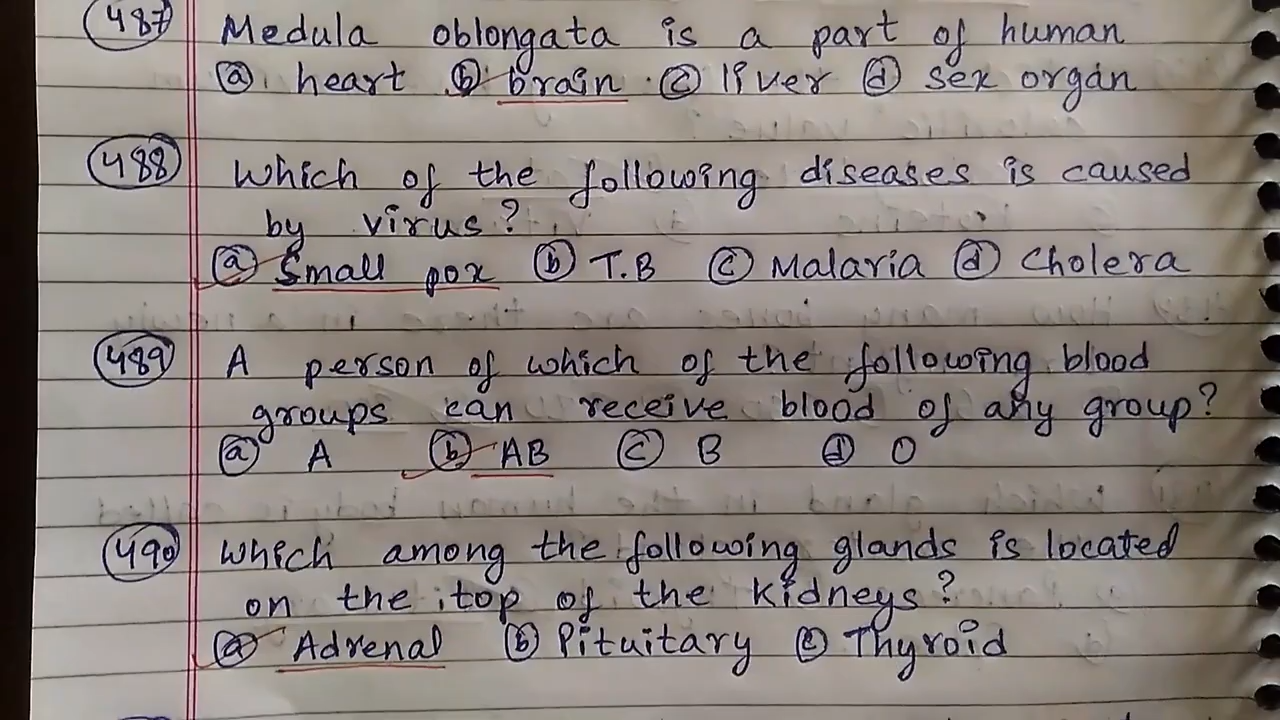 487 Medula oblongata is a part of human
a heart b brain c liver d sex organ
488 Which of the following diseases is caused
by virus?
a Small pox b T.B c Malaria d Cholera
489 A person of which of the following blood
groups can receive blood of any group?
a A b AB c B d O
490 Which among the following glands is located
on the top of the kidneys?
a Adrenal b Pituitary c Thyroid